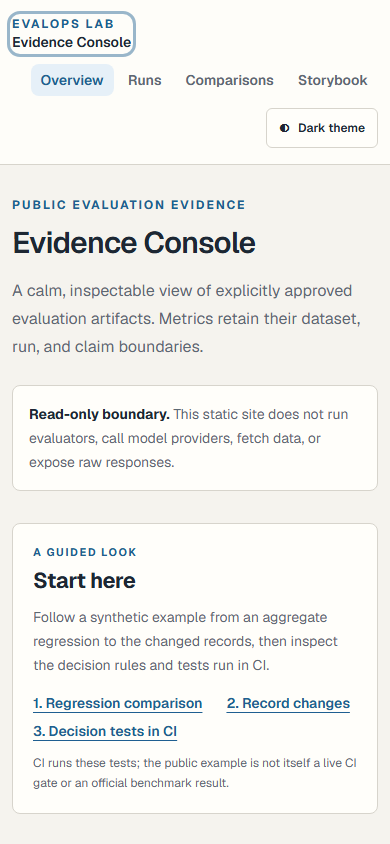 EVALOPS LAB
Evidence Console
Overview Runs Comparisons Storybook
Dark theme
PUBLIC EVALUATION EVIDENCE
Evidence Console
A calm, inspectable view of explicitly approved
evaluation artifacts. Metrics retain their dataset,
run, and claim boundaries.
Read-only boundary. This static site does not run
evaluators, call model providers, fetch data, or
expose raw responses.
A GUIDED LOOK
Start here
Follow a synthetic example from an aggregate
regression to the changed records, then inspect
the decision rules and tests run in CI.
1. Regression comparison 2. Record changes
3. Decision tests in CI
CI runs these tests; the public example is not itself a live CI
gate or an official benchmark result.